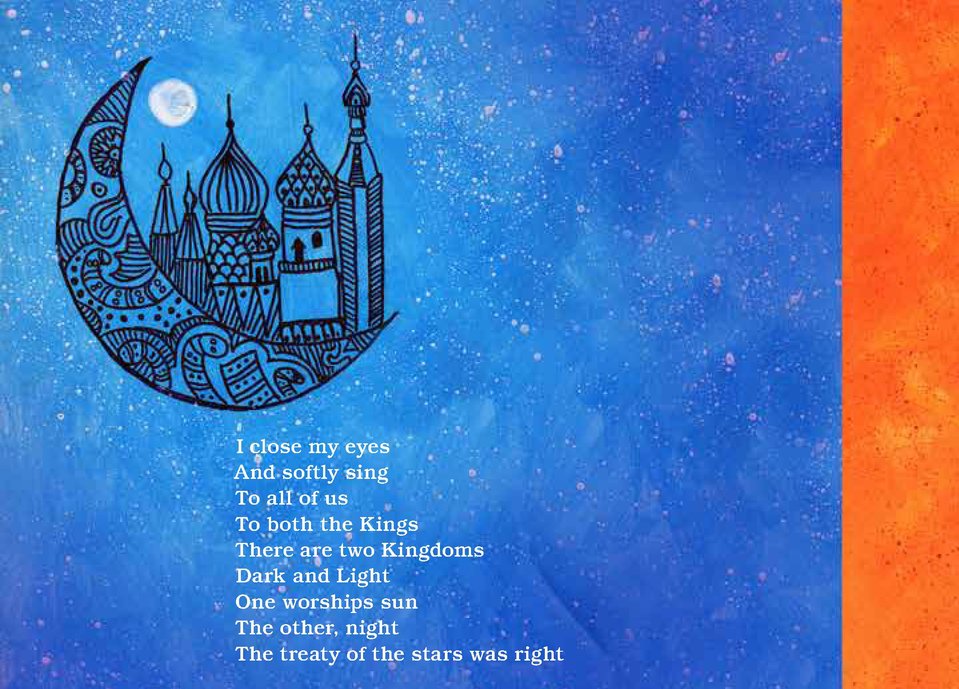 I close my eyes
And softly sing
To all of us
To both the Kings
There are two Kingdoms
Dark and Light
One worships sun
The other, night
The treaty of the stars was right